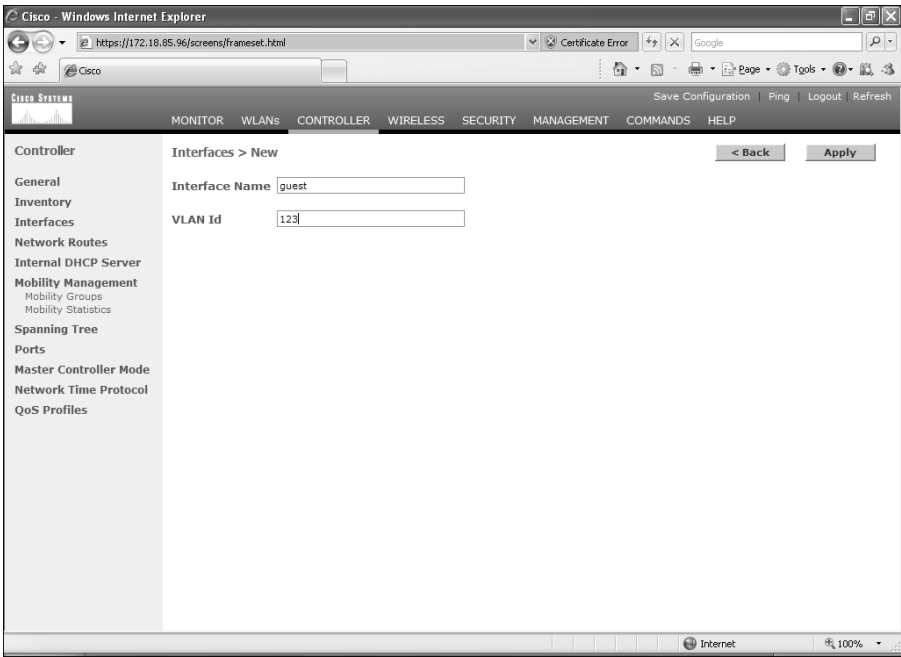 Cisco - Windows Internet Explorer
https://172.18.85.96/screens/frameset.html
Certificate Error
Google
Cisco
Page
Tools
CISCO SYSTEMS
Save Configuration | Ping | Logout | Refresh
MONITOR WLANs CONTROLLER WIRELESS SECURITY MANAGEMENT COMMANDS HELP
Controller
General
Inventory
Interfaces
Network Routes
Internal DHCP Server
Mobility Management
Mobility Groups
Mobility Statistics
Spanning Tree
Ports
Master Controller Mode
Network Time Protocol
QoS Profiles
Interfaces > New
< Back
Apply
Interface Name guest
VLAN Id 123
Internet
100%